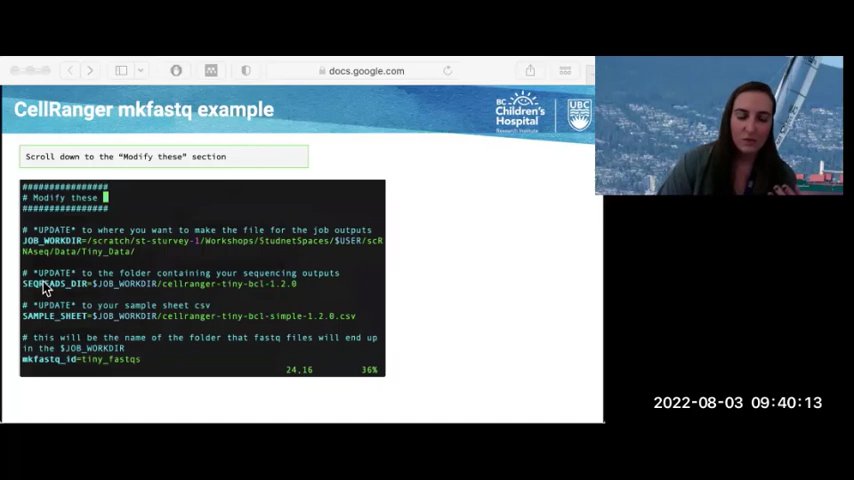 docs.google.com
CellRanger mkfastq example
BC
Children's
Hospital
Research Institute
UBC
Scroll down to the “Modify these” section
################
# Modify these
################
# *UPDATE* to where you want to make the file for the job outputs
JOB_WORKDIR=/scratch/st-sturvey-1/Workshops/StudnetSpaces/$USER/scR
NAseq/Data/Tiny_Data/
# *UPDATE* to the folder containing your sequencing outputs
SEQREADS_DIR=$JOB_WORKDIR/cellranger-tiny-bcl-1.2.0
# *UPDATE* to your sample sheet csv
SAMPLE_SHEET=$JOB_WORKDIR/cellranger-tiny-bcl-simple-1.2.0.csv
# this will be the name of the folder that fastq files will end up
in the $JOB_WORKDIR
mkfastq_id=tiny_fastqs
24,16 36%
2022-08-03 09:40:13